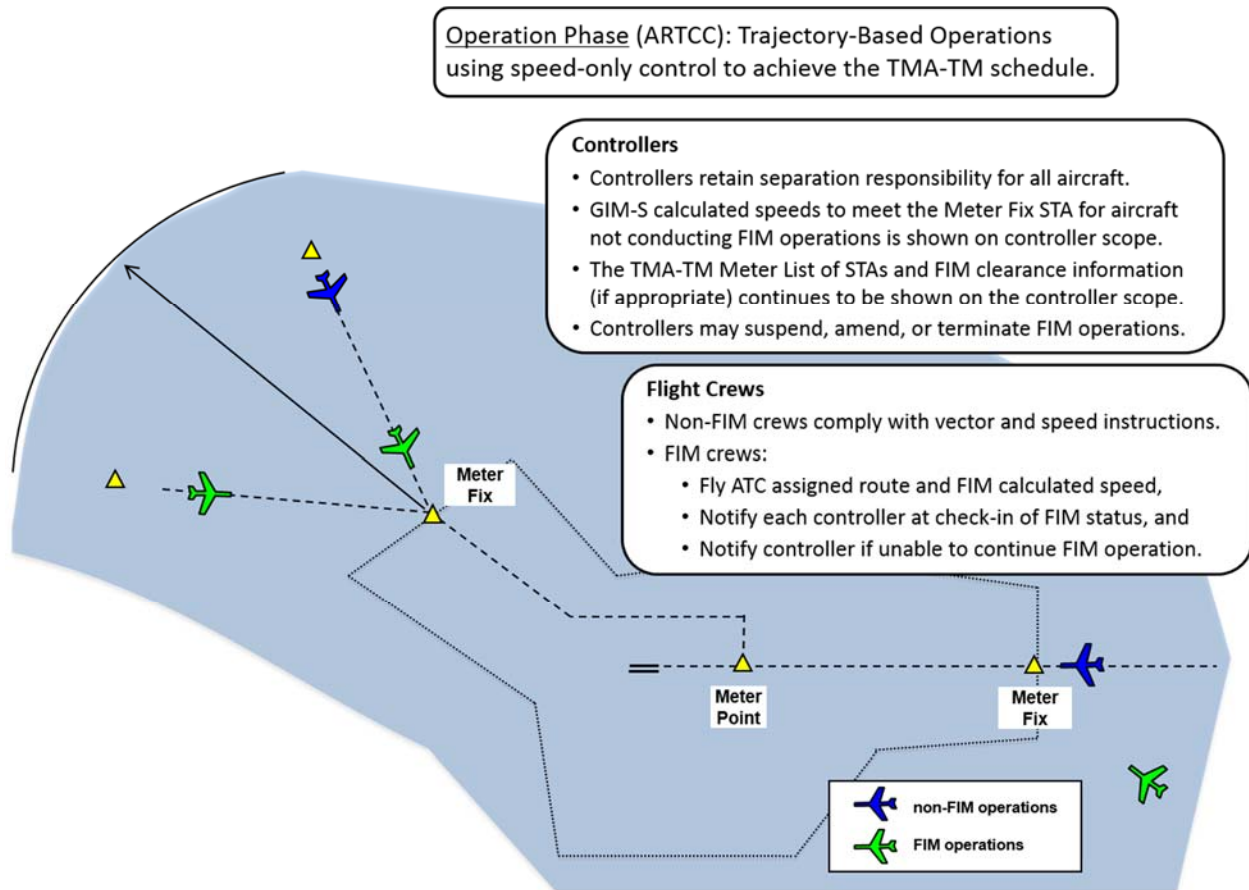 Operation Phase (ARTCC): Trajectory-Based Operations
using speed-only control to achieve the TMA-TM schedule.
Controllers
• Controllers retain separation responsibility for all aircraft.
• GIM-S calculated speeds to meet the Meter Fix STA for aircraft
not conducting FIM operations is shown on controller scope.
• The TMA-TM Meter List of STAs and FIM clearance information
(if appropriate) continues to be shown on the controller scope.
• Controllers may suspend, amend, or terminate FIM operations.
Flight Crews
• Non-FIM crews comply with vector and speed instructions.
• FIM crews:
• Fly ATC assigned route and FIM calculated speed,
• Notify each controller at check-in of FIM status, and
• Notify controller if unable to continue FIM operation.
Meter
Fix
Meter
Point
Meter
Fix
non-FIM operations
FIM operations